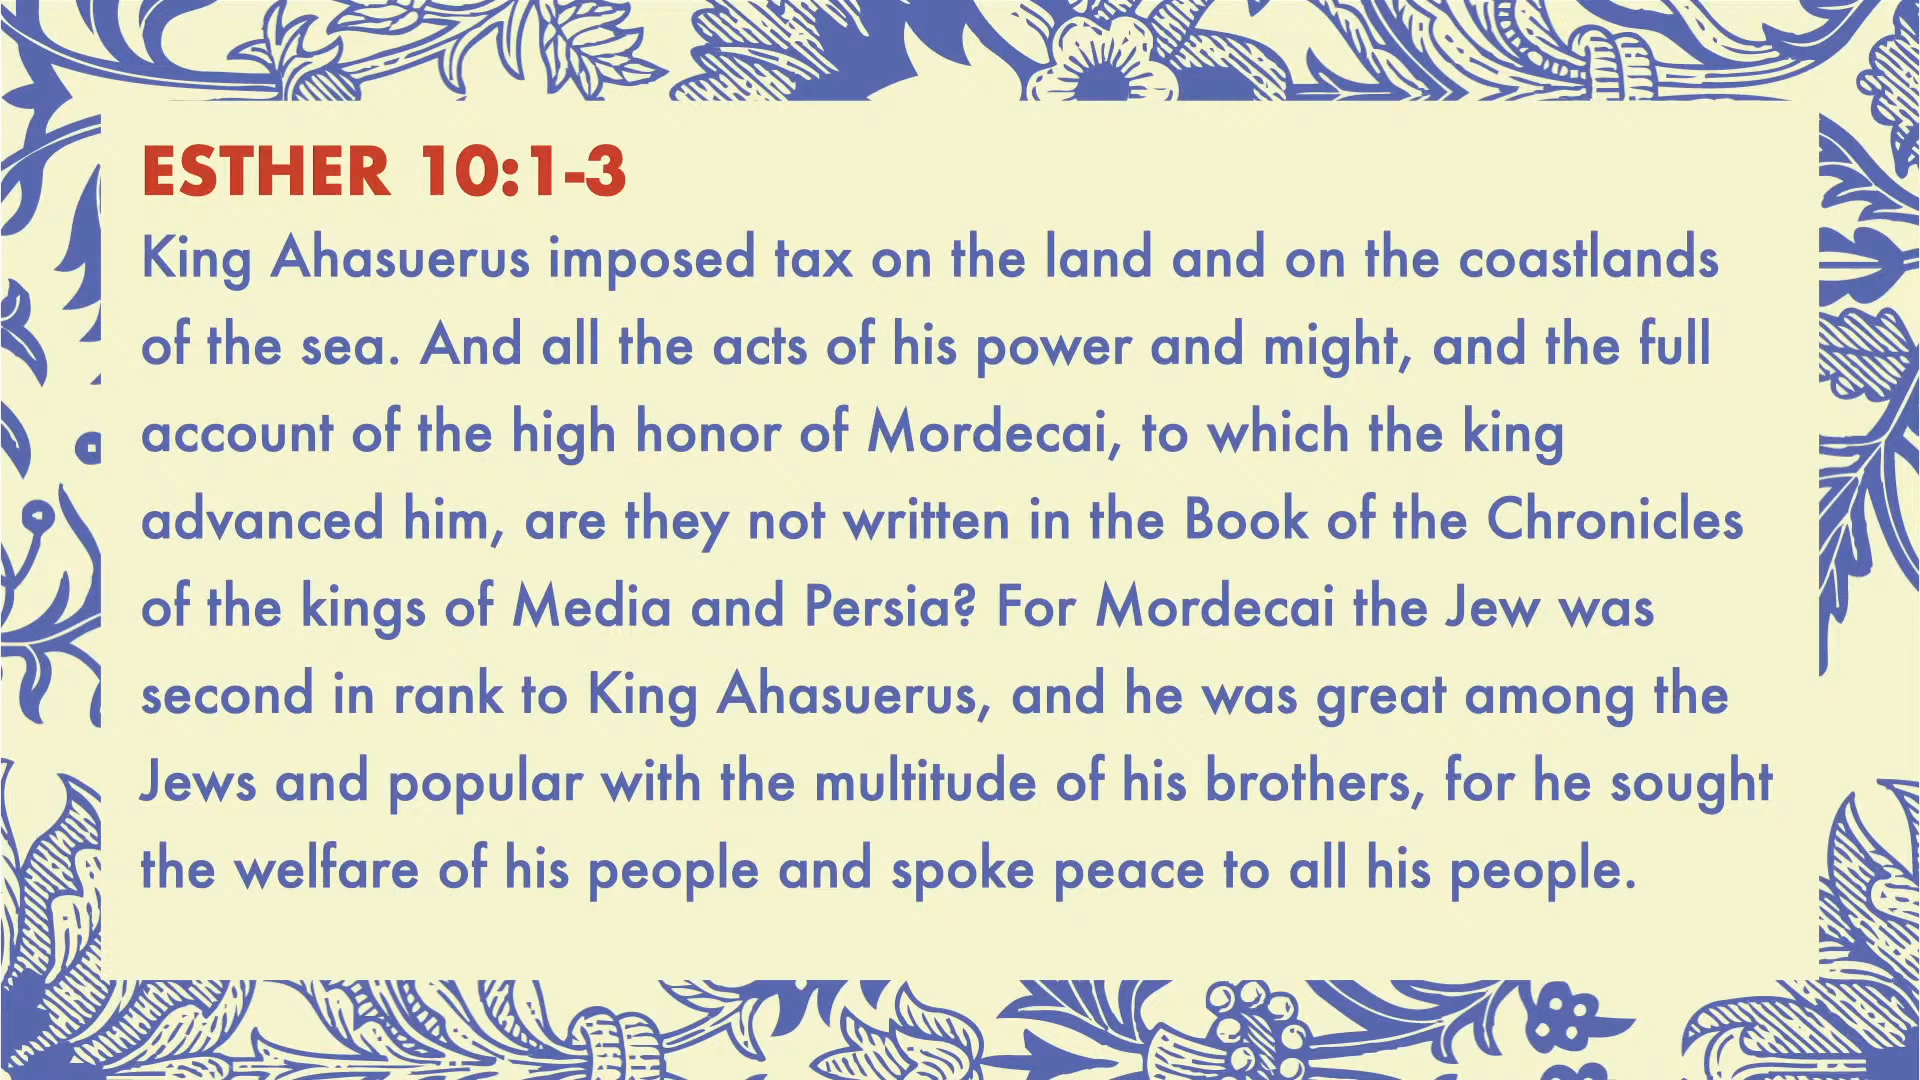 ESTHER 10:1-3
King Ahasuerus imposed tax on the land and on the coastlands
of the sea. And all the acts of his power and might, and the full
account of the high honor of Mordecai, to which the king
advanced him, are they not written in the Book of the Chronicles
of the kings of Media and Persia? For Mordecai the Jew was
second in rank to King Ahasuerus, and he was great among the
Jews and popular with the multitude of his brothers, for he sought
the welfare of his people and spoke peace to all his people.